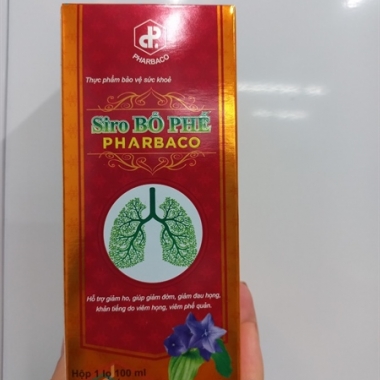 PHARBACO
Thực phẩm bảo vệ sức khoẻ
Siro BỔ PHẾ
PHARBACO
Hỗ trợ giảm ho, giúp giảm đờm, giảm đau họng,
khản tiếng do viêm họng, viêm phế quản.
Hộp 1 lọ 100 ml